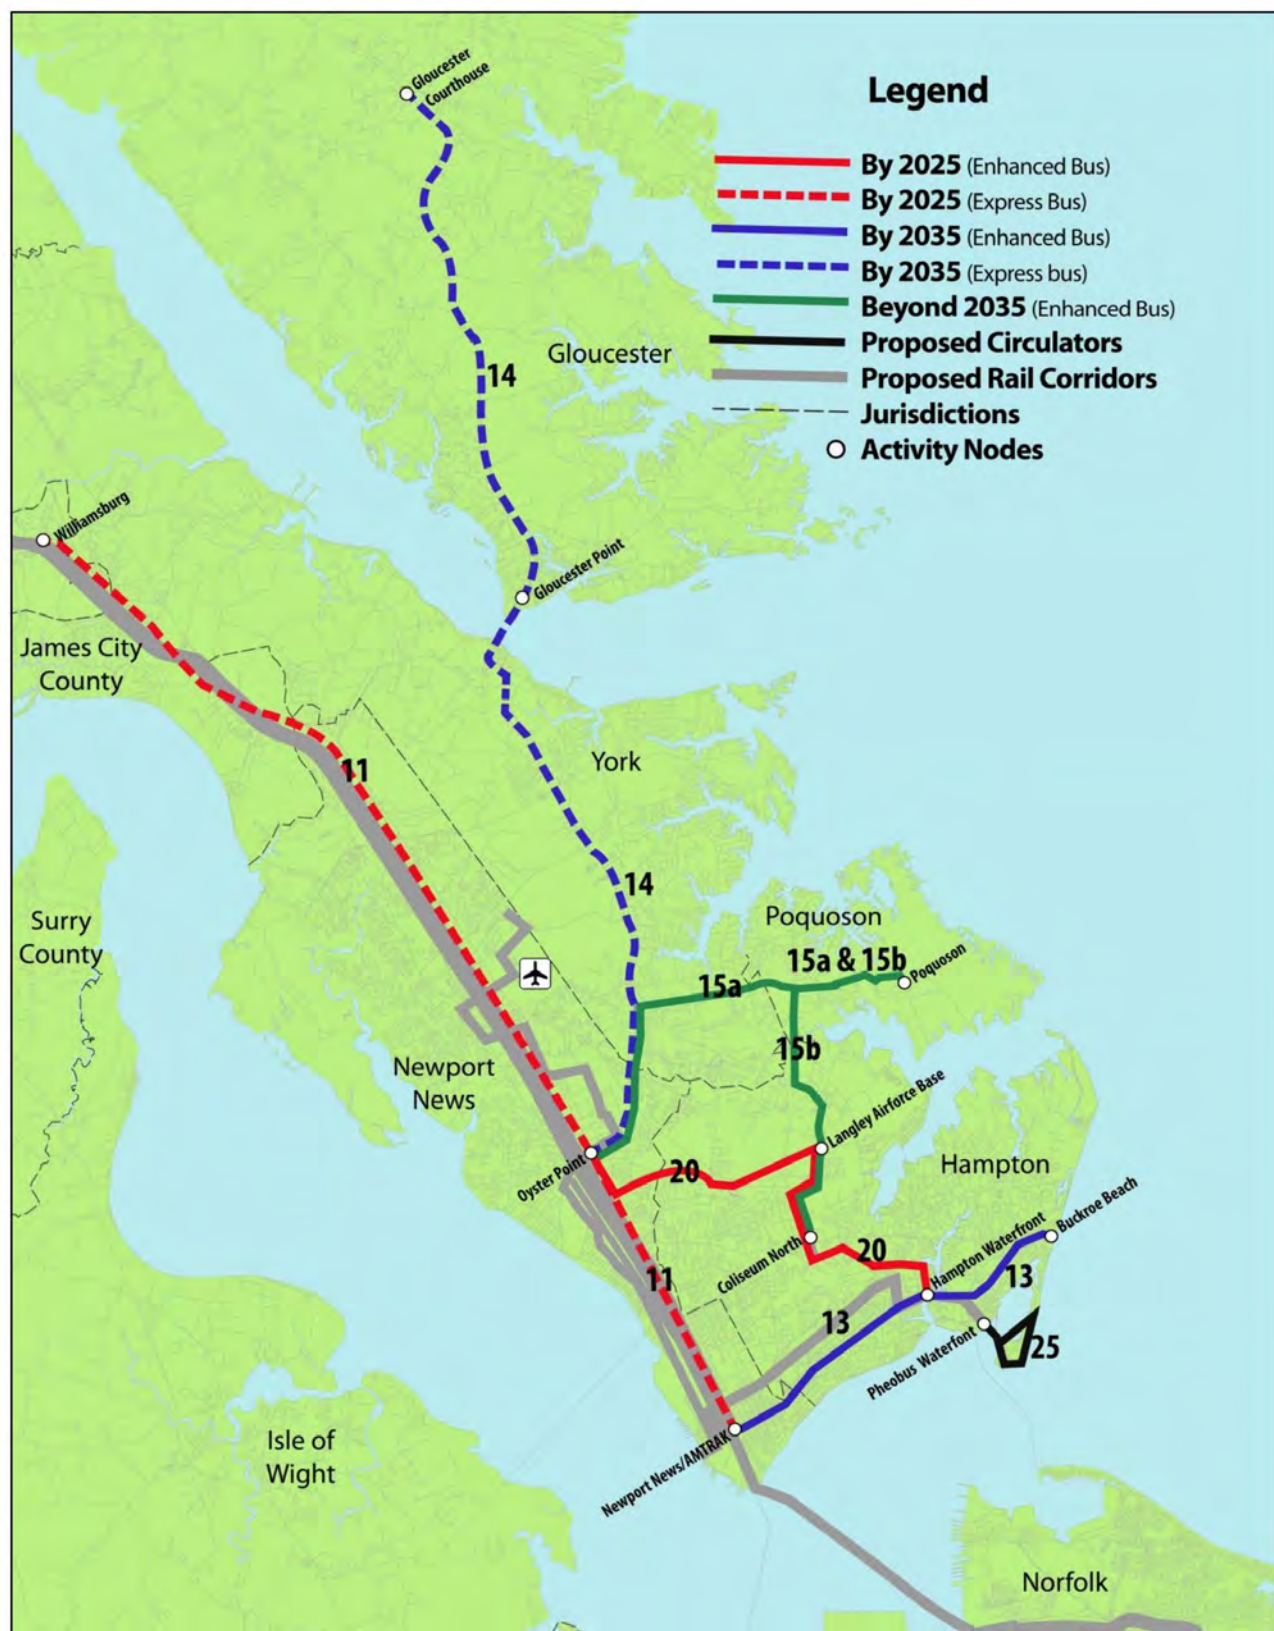 Gloucester
Courthouse
Legend
By 2025 (Enhanced Bus)
By 2025 (Express Bus)
By 2035 (Enhanced Bus)
By 2035 (Express bus)
Beyond 2035 (Enhanced Bus)
Proposed Circulators
Proposed Rail Corridors
Jurisdictions
Activity Nodes
Gloucester
14
Williamsburg
Gloucester Point
James City
County
11
York
14
Surry
County
Poquoson
15a & 15b
Poquoson
15a
15b
Newport
News
Langley Airforce Base
Oyster Point
20
Hampton
Coliseum North
20
Hampton Waterfront
Buckroe Beach
13
11
13
Pheobus Waterfont
25
Newport News/AMTRAK
Isle of
Wight
Norfolk